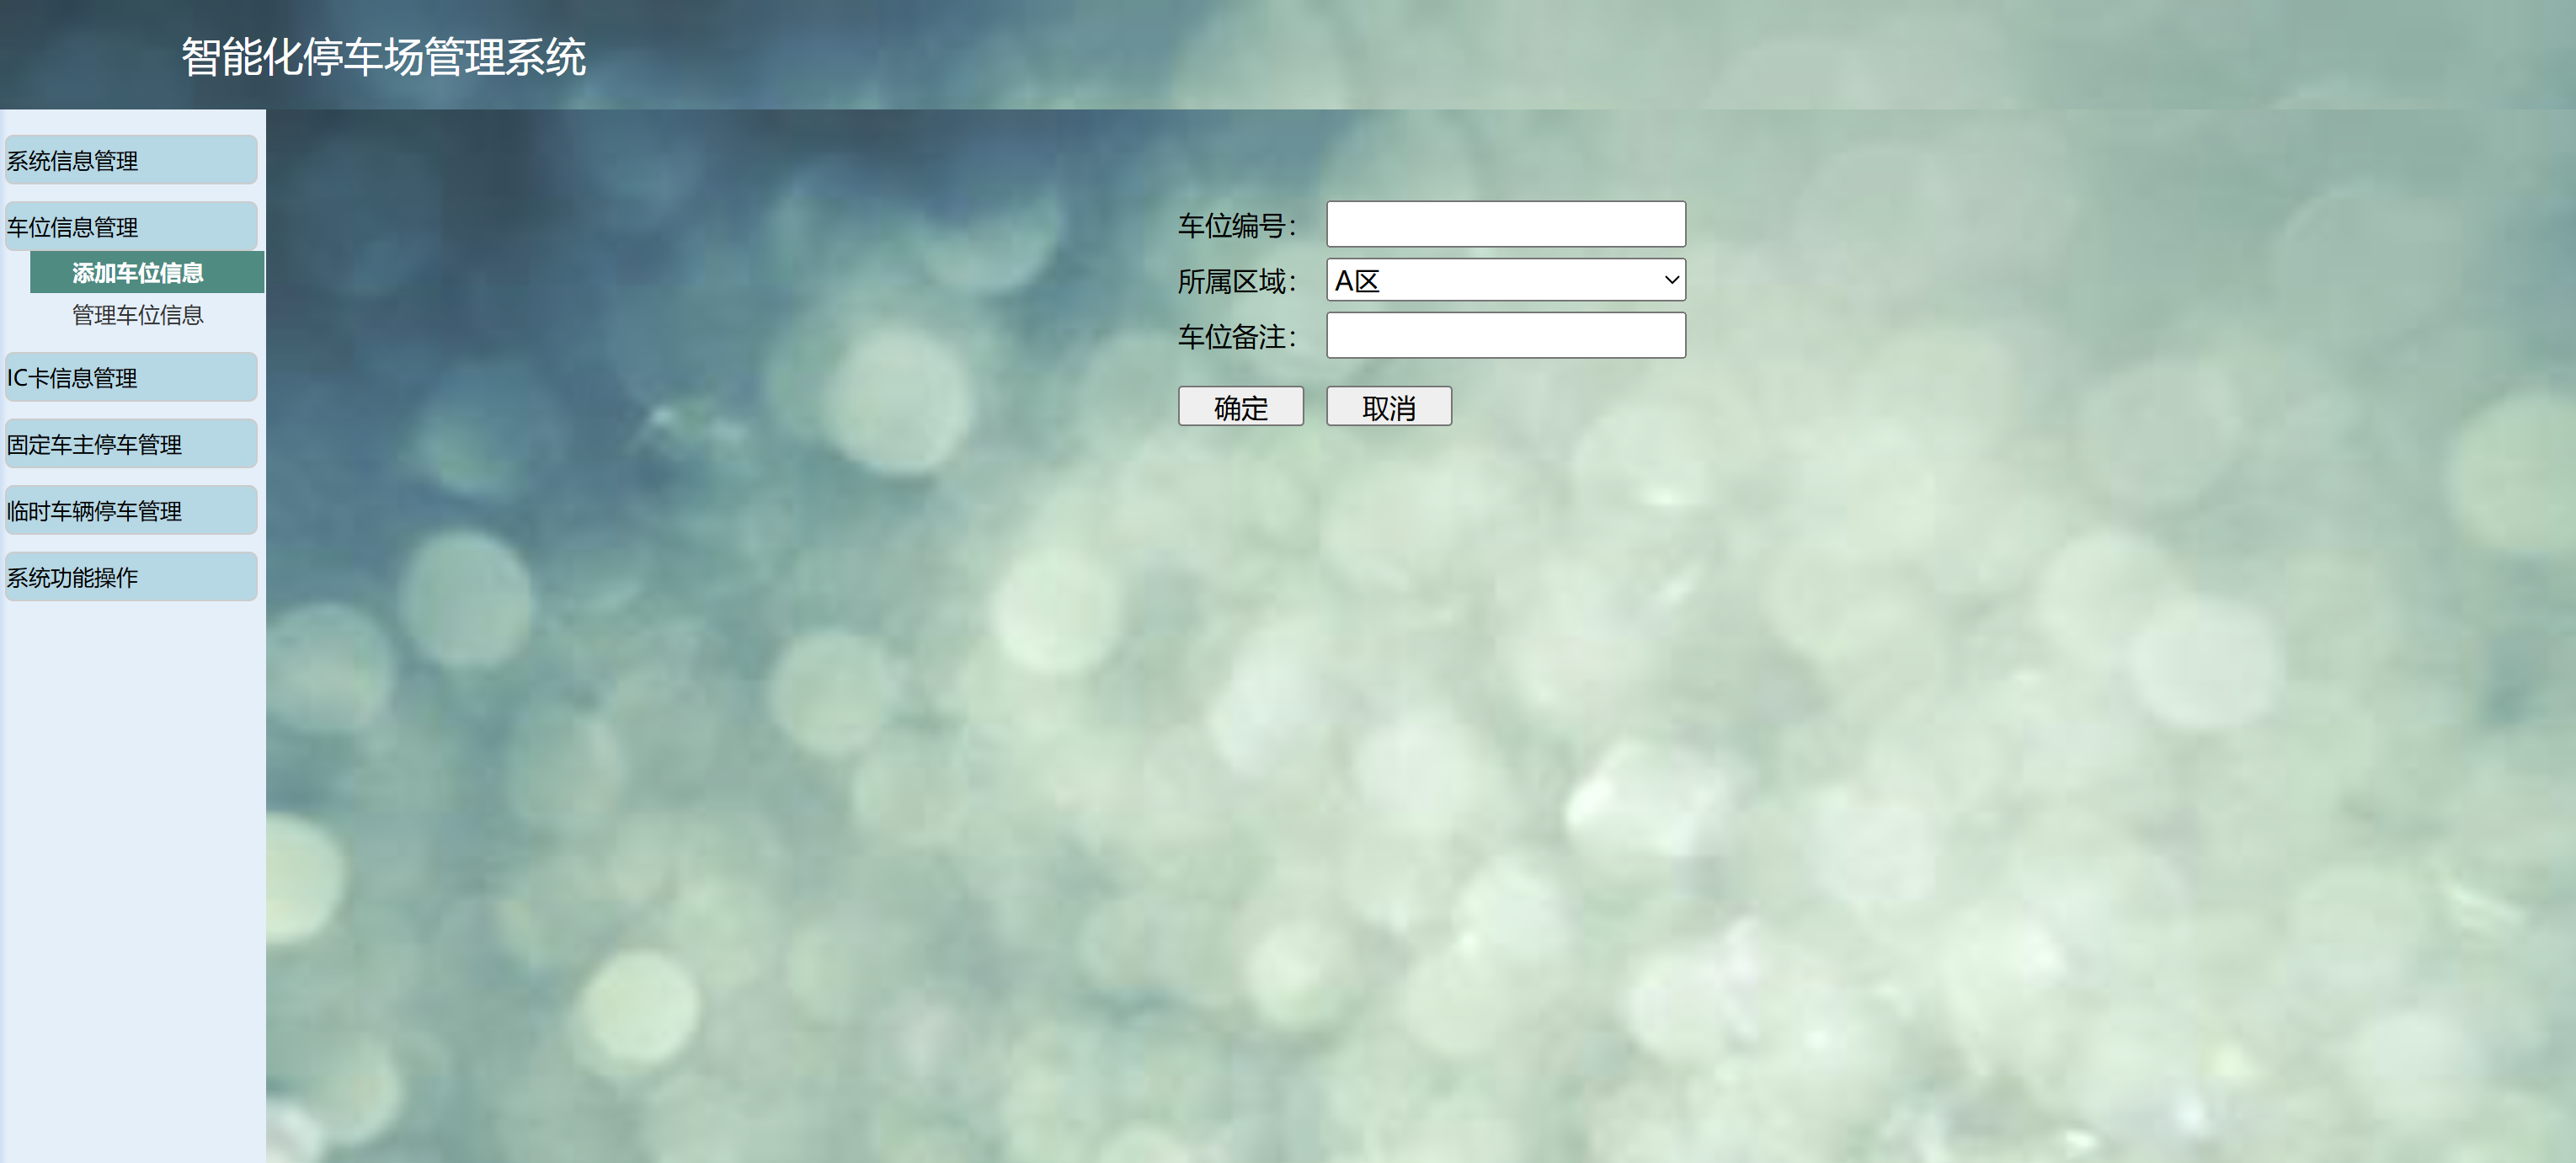 智能化停车场管理系统
系统信息管理
车位信息管理
添加车位信息
管理车位信息
IC卡信息管理
固定车主停车管理
临时车辆停车管理
系统功能操作
车位编号：
所属区域： A区
车位备注：
确定 取消